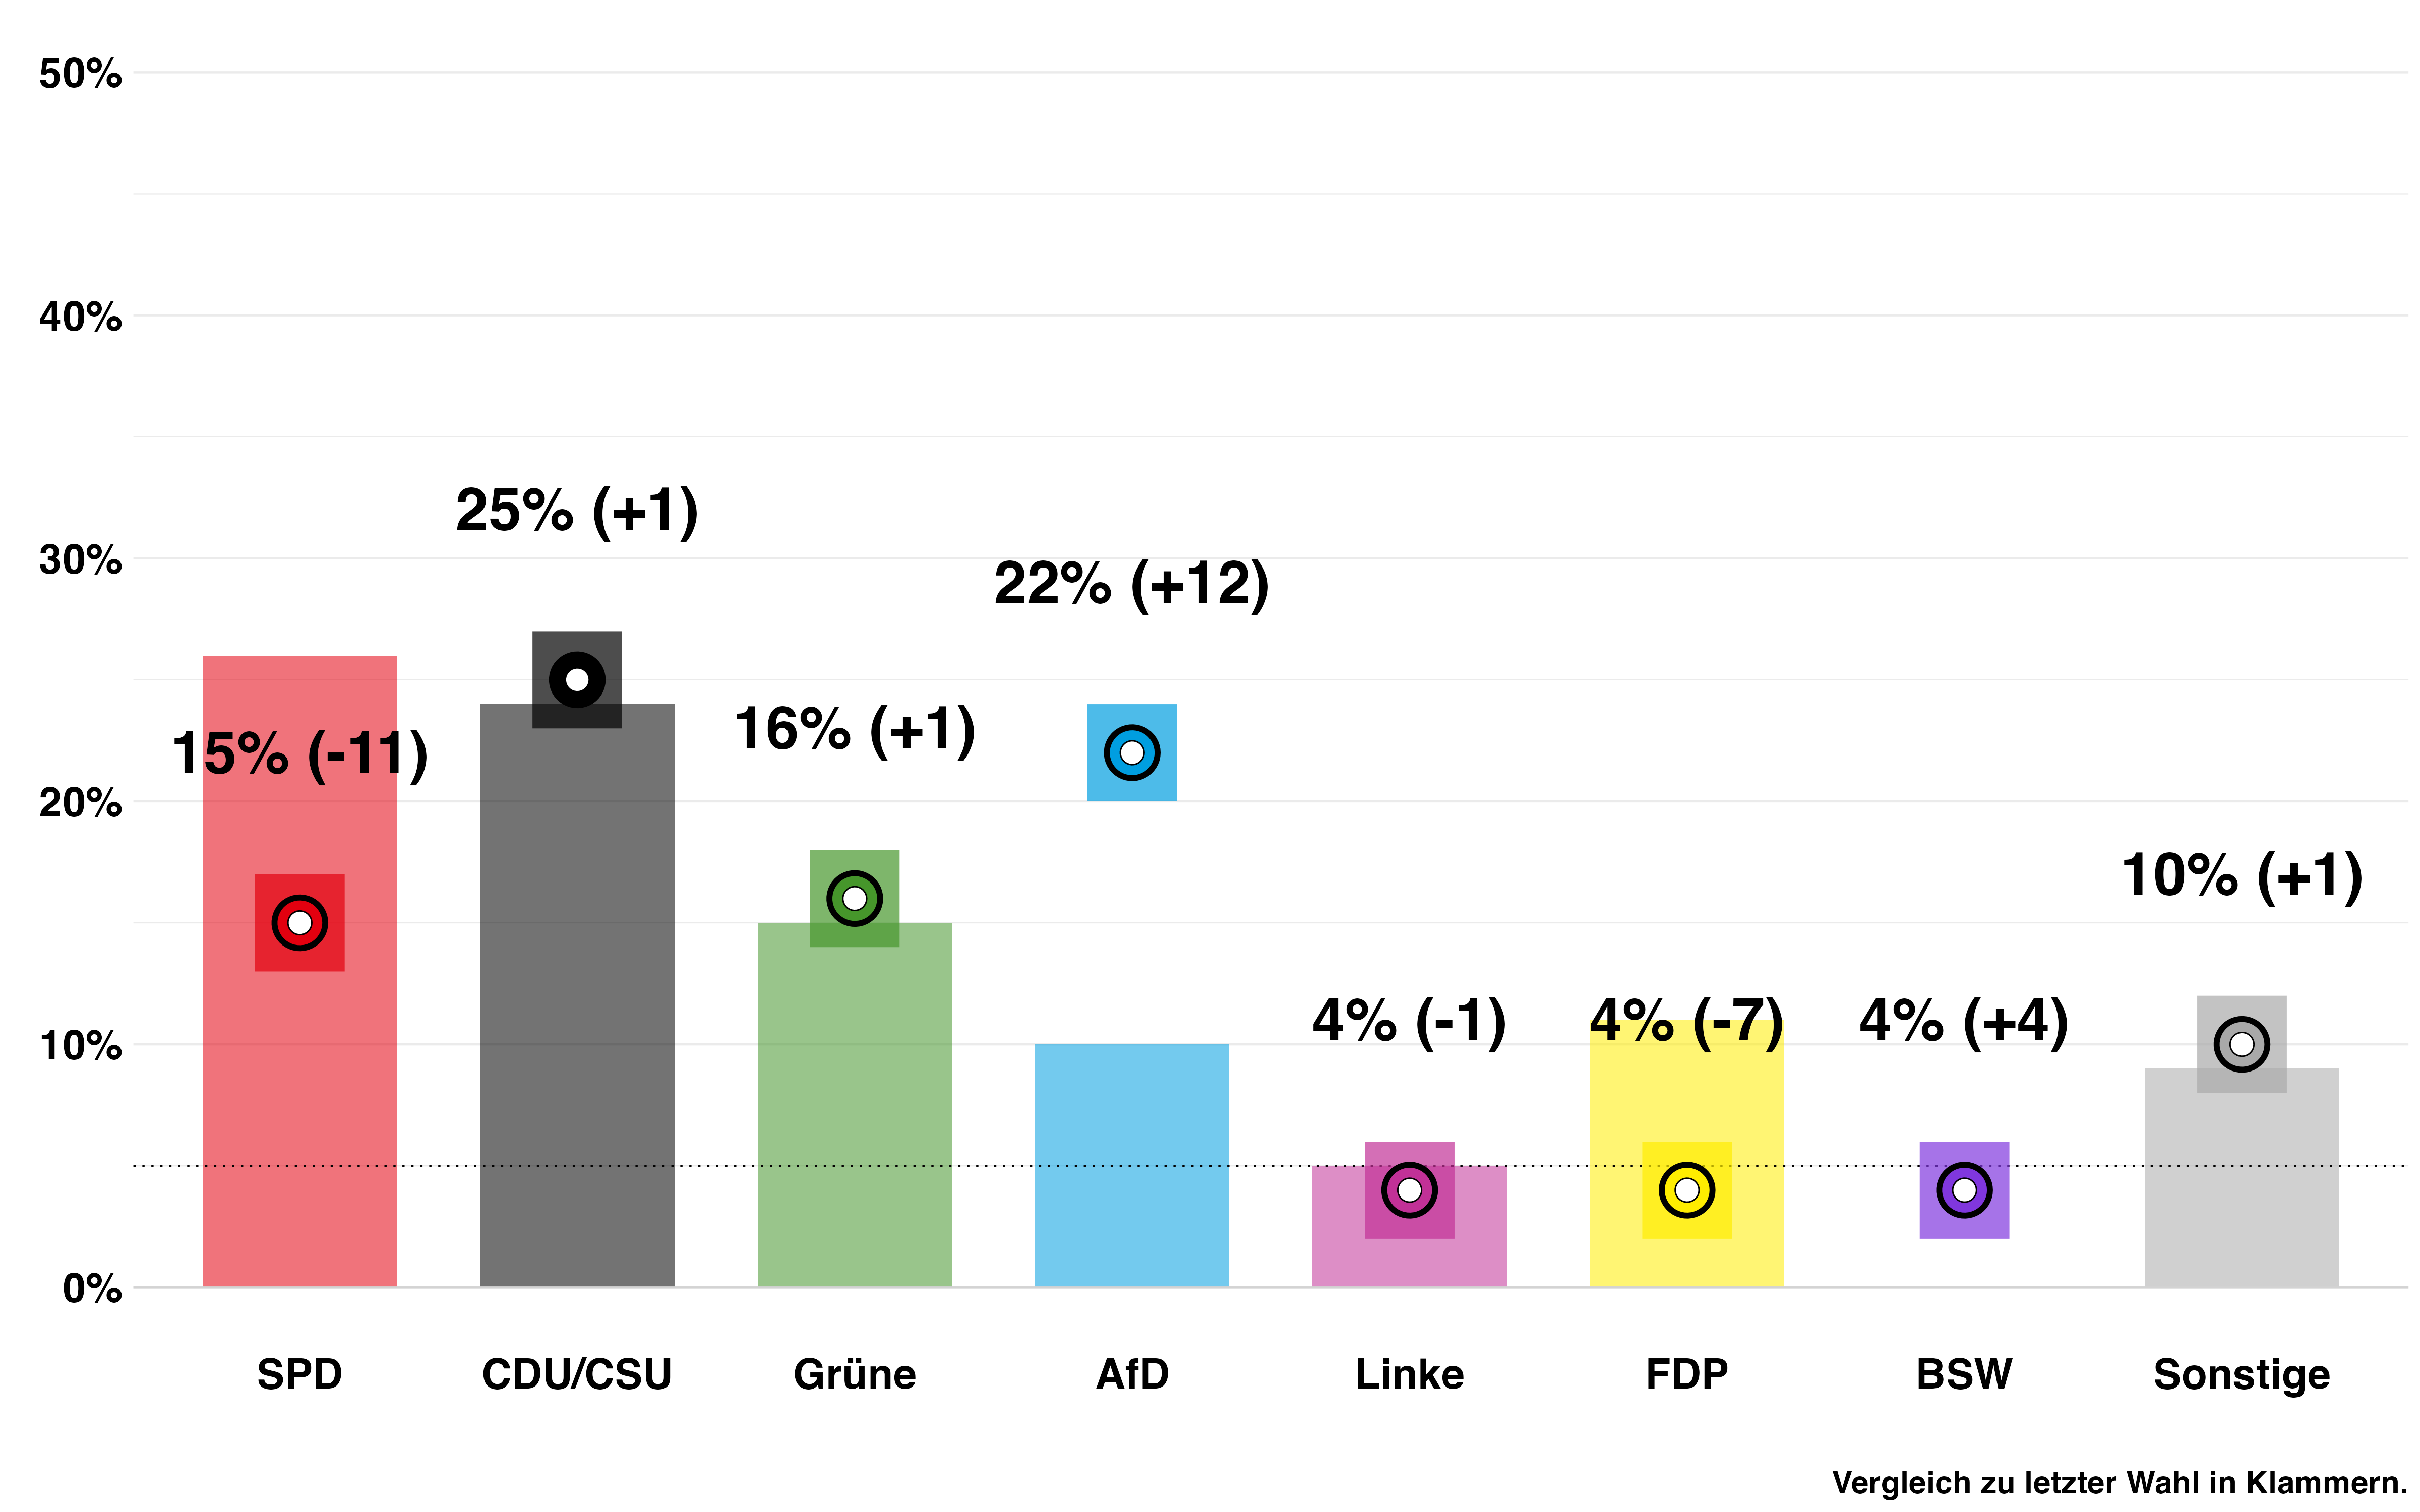 50%
40%
30%
20%
10%
0%
25% (+1)
22% (+12)
15% (-11)
16% (+1)
10% (+1)
4% (-1)
4% (-7)
4% (+4)
SPD
CDU/CSU
Grüne
AfD
Linke
FDP
BSW
Sonstige
Vergleich zu letzter Wahl in Klammern.